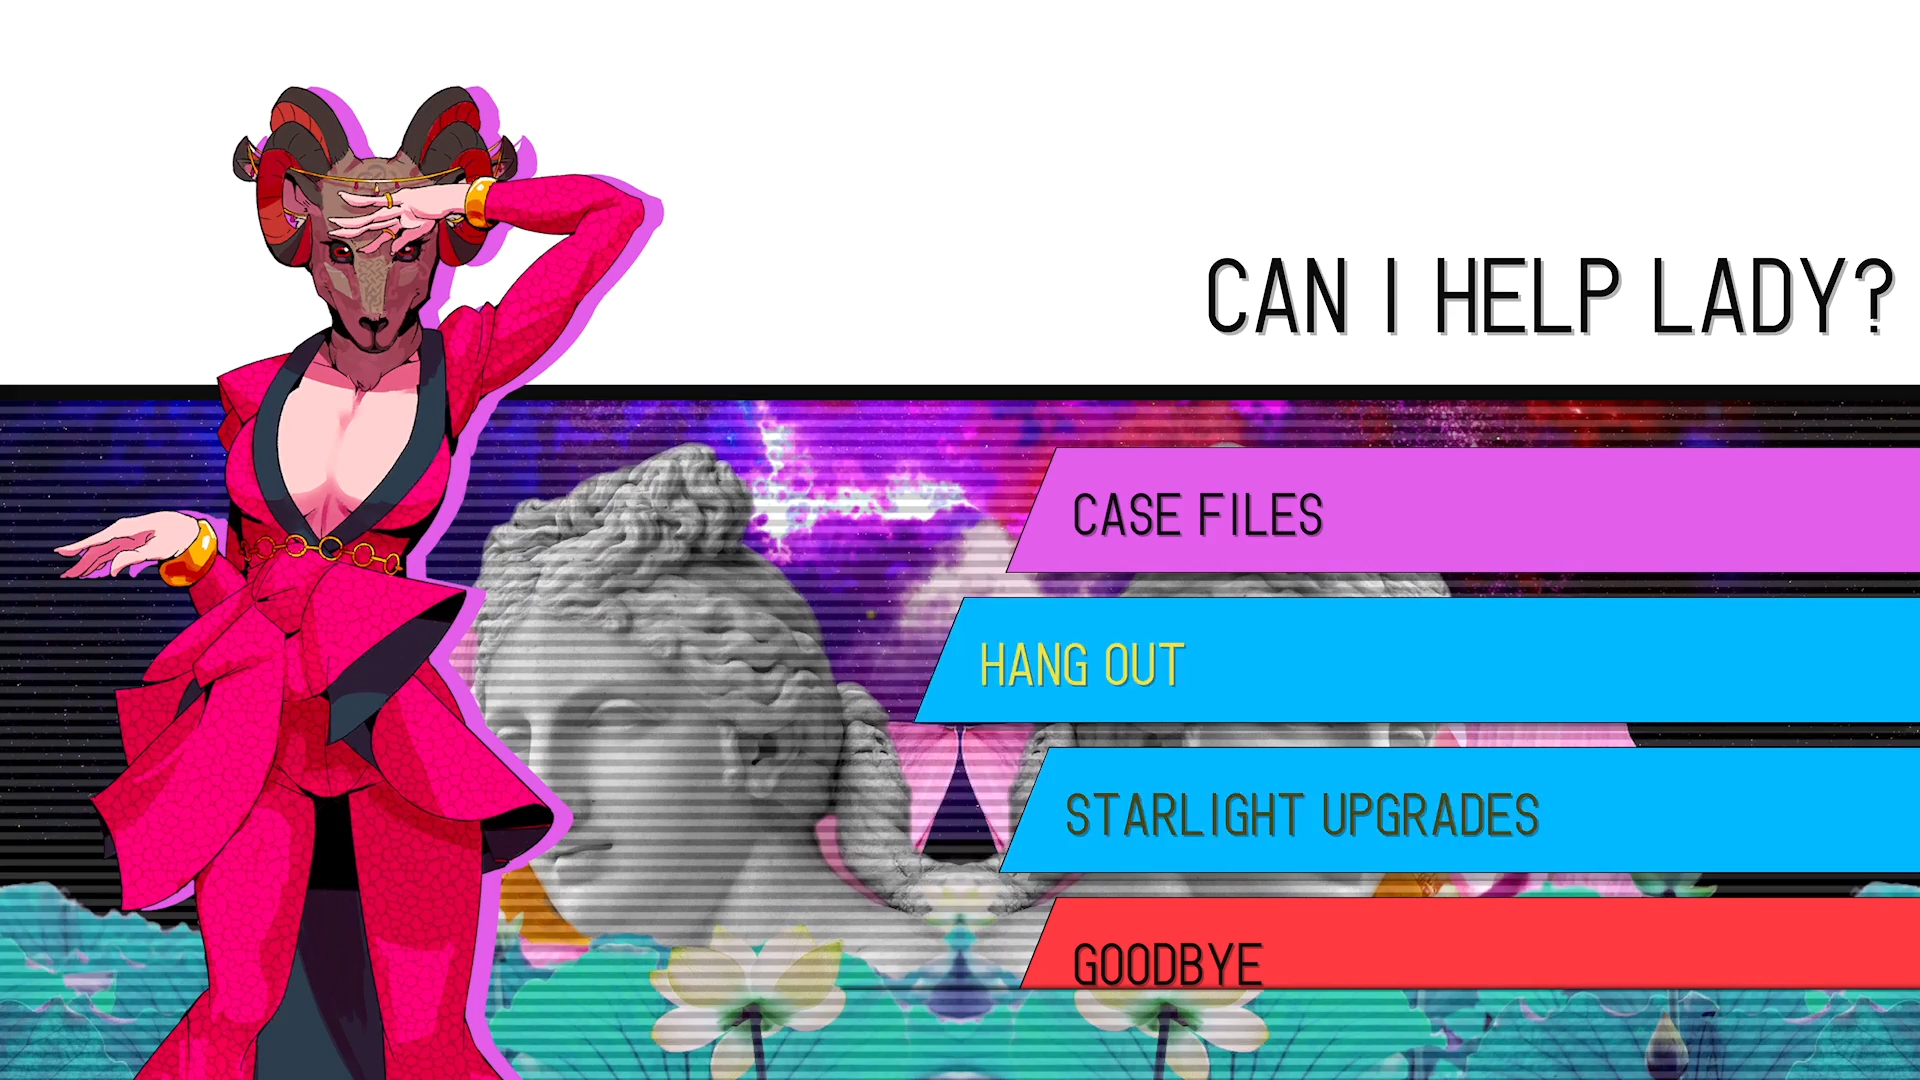 CAN I HELP LADY?
CASE FILES
HANG OUT
STARLIGHT UPGRADES
GOODBYE